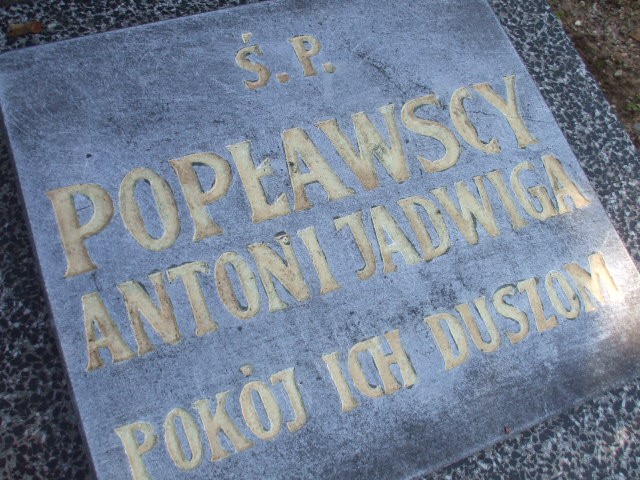 Ś.P.
POPŁAWSCY
ANTONI JADWIGA
POKÓJ ICH DUSZOM